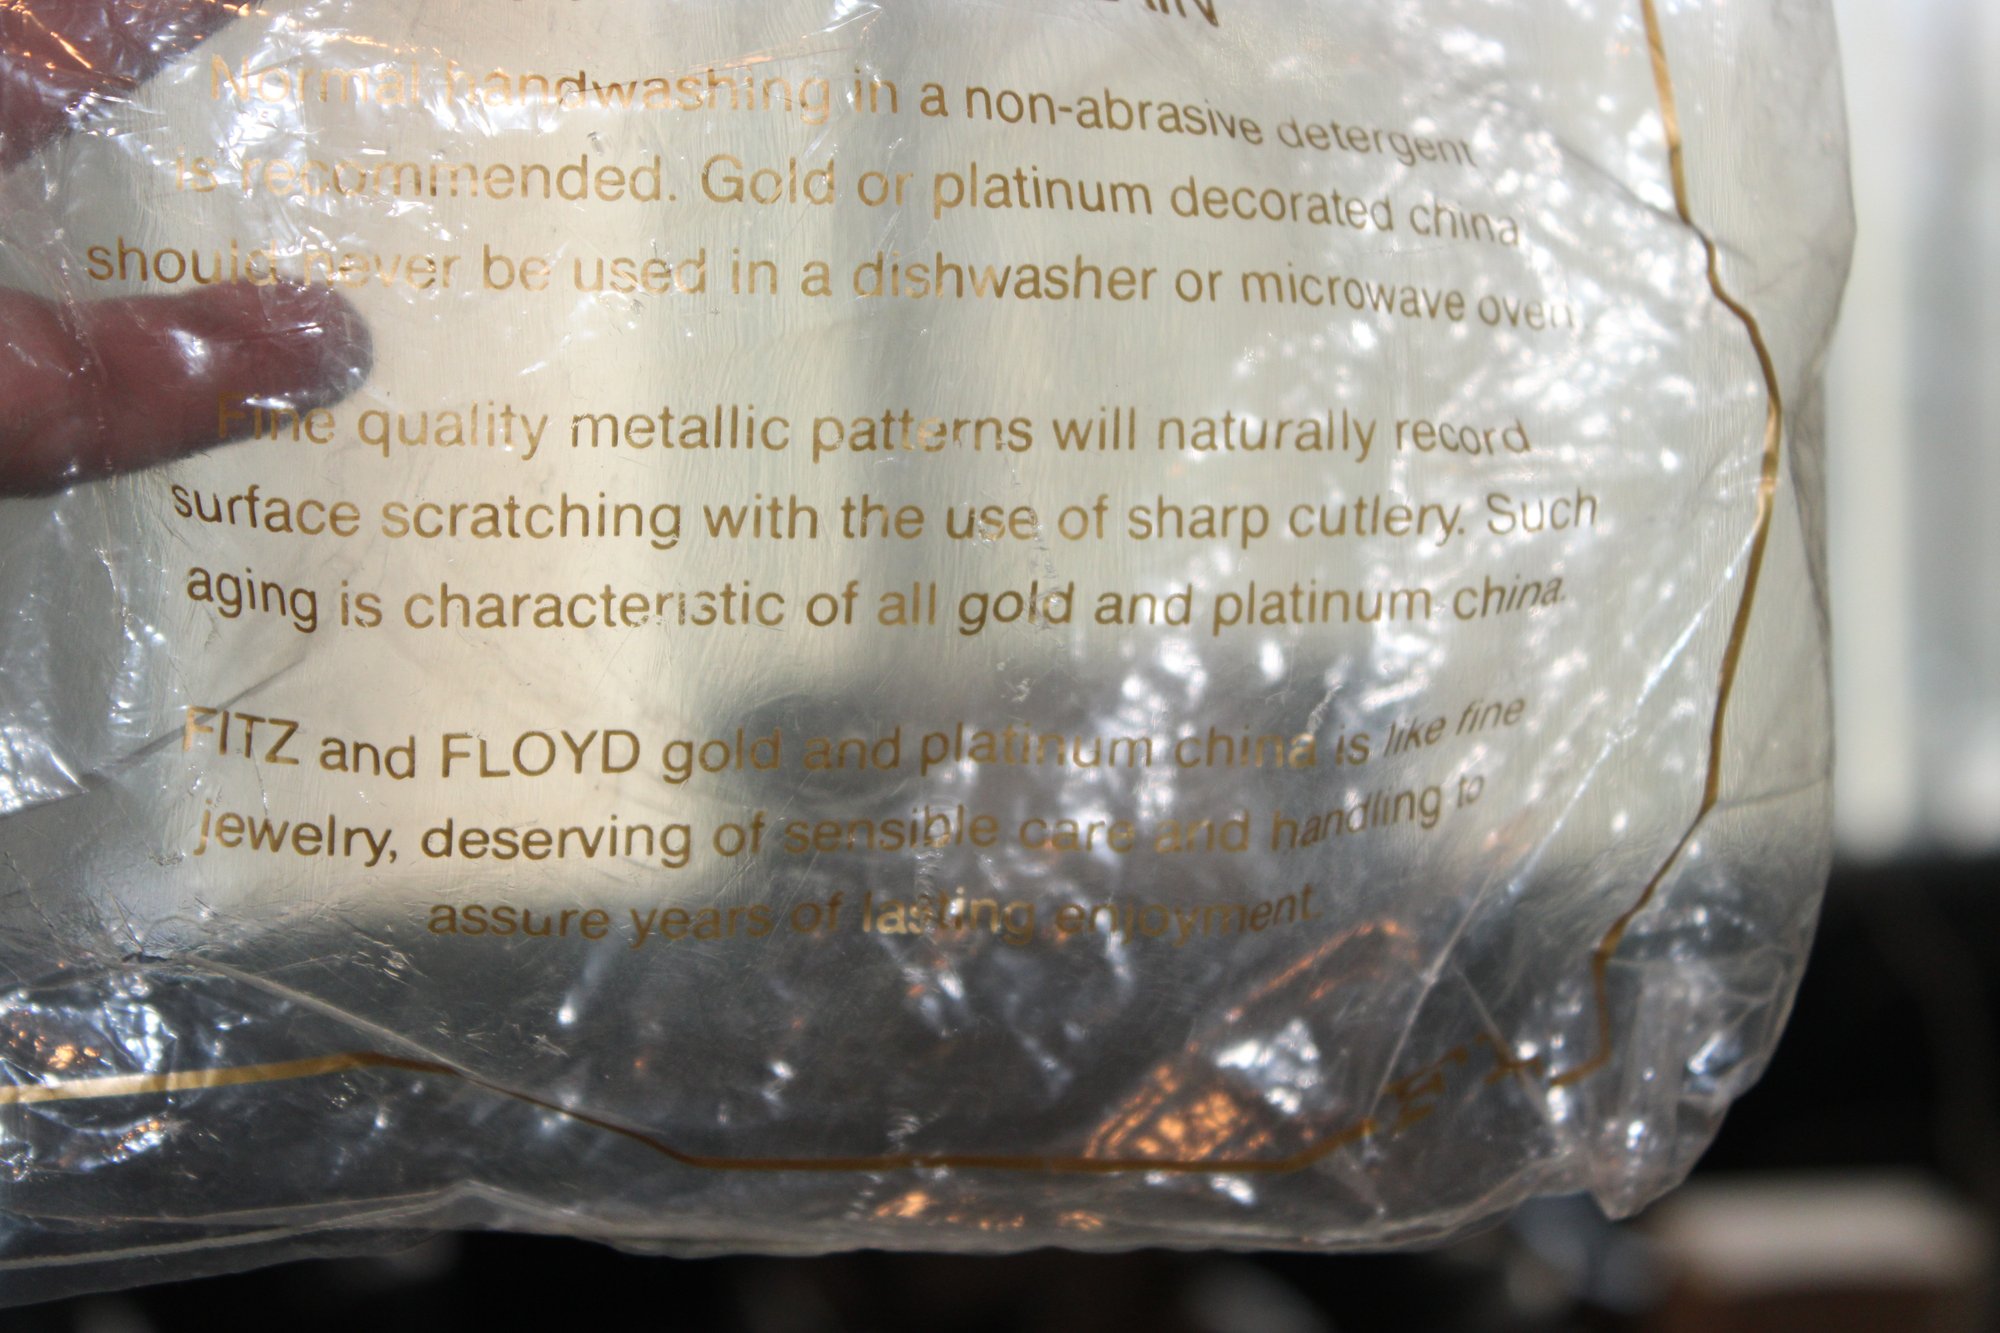 Normal handwashing in a non-abrasive detergent
is recommended. Gold or platinum decorated china
should never be used in a dishwasher or microwave oven.
Fine quality metallic patterns will naturally record
surface scratching with the use of sharp cutlery. Such
aging is characteristic of all gold and platinum china.
FITZ and FLOYD gold and platinum china is like fine
jewelry, deserving of sensible care and handling to
assure years of lasting enjoyment.